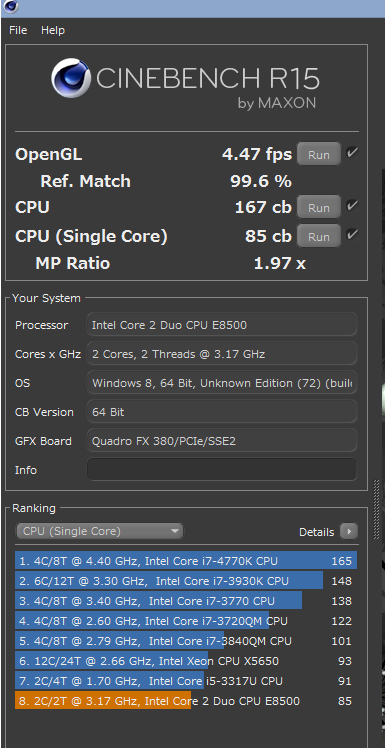 File Help
CINEBENCH R15
by MAXON
OpenGL 4.47 fps Run
Ref. Match 99.6 %
CPU 167 cb Run
CPU (Single Core) 85 cb Run
MP Ratio 1.97 x
Your System
Processor Intel Core 2 Duo CPU E8500
Cores x GHz 2 Cores, 2 Threads @ 3.17 GHz
OS Windows 8, 64 Bit, Unknown Edition (72) (buil
CB Version 64 Bit
GFX Board Quadro FX 380/PCIe/SSE2
Info
Ranking
CPU (Single Core) Details
1. 4C/8T @ 4.40 GHz, Intel Core i7-4770K CPU 165
2. 6C/12T @ 3.30 GHz, Intel Core i7-3930K CPU 148
3. 4C/8T @ 3.40 GHz, Intel Core i7-3770 CPU 138
4. 4C/8T @ 2.60 GHz, Intel Core i7-3720QM CPU 122
5. 4C/8T @ 2.79 GHz, Intel Core i7-3840QM CPU 101
6. 12C/24T @ 2.66 GHz, Intel Xeon CPU X5650 93
7. 2C/4T @ 1.70 GHz, Intel Core i5-3317U CPU 91
8. 2C/2T @ 3.17 GHz, Intel Core 2 Duo CPU E8500 85